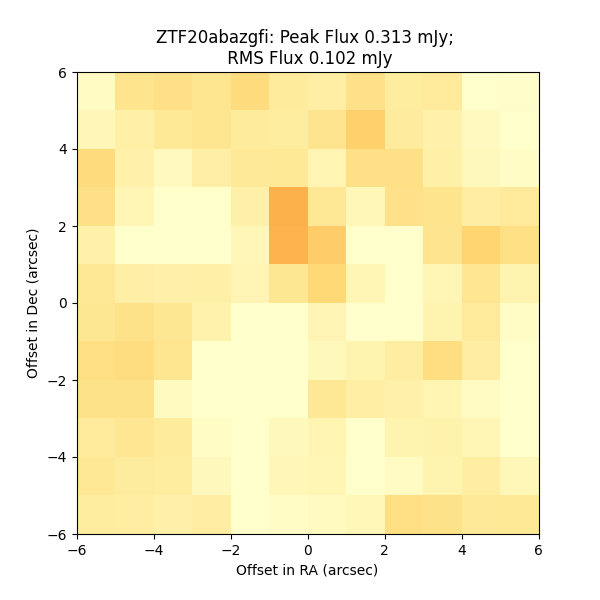 ZTF20abazgfi: Peak Flux 0.313 mJy;
RMS Flux 0.102 mJy
6
4
2
0
−2
−4
−6
Offset in Dec (arcsec)
−6 −4 −2 0 2 4 6
Offset in RA (arcsec)